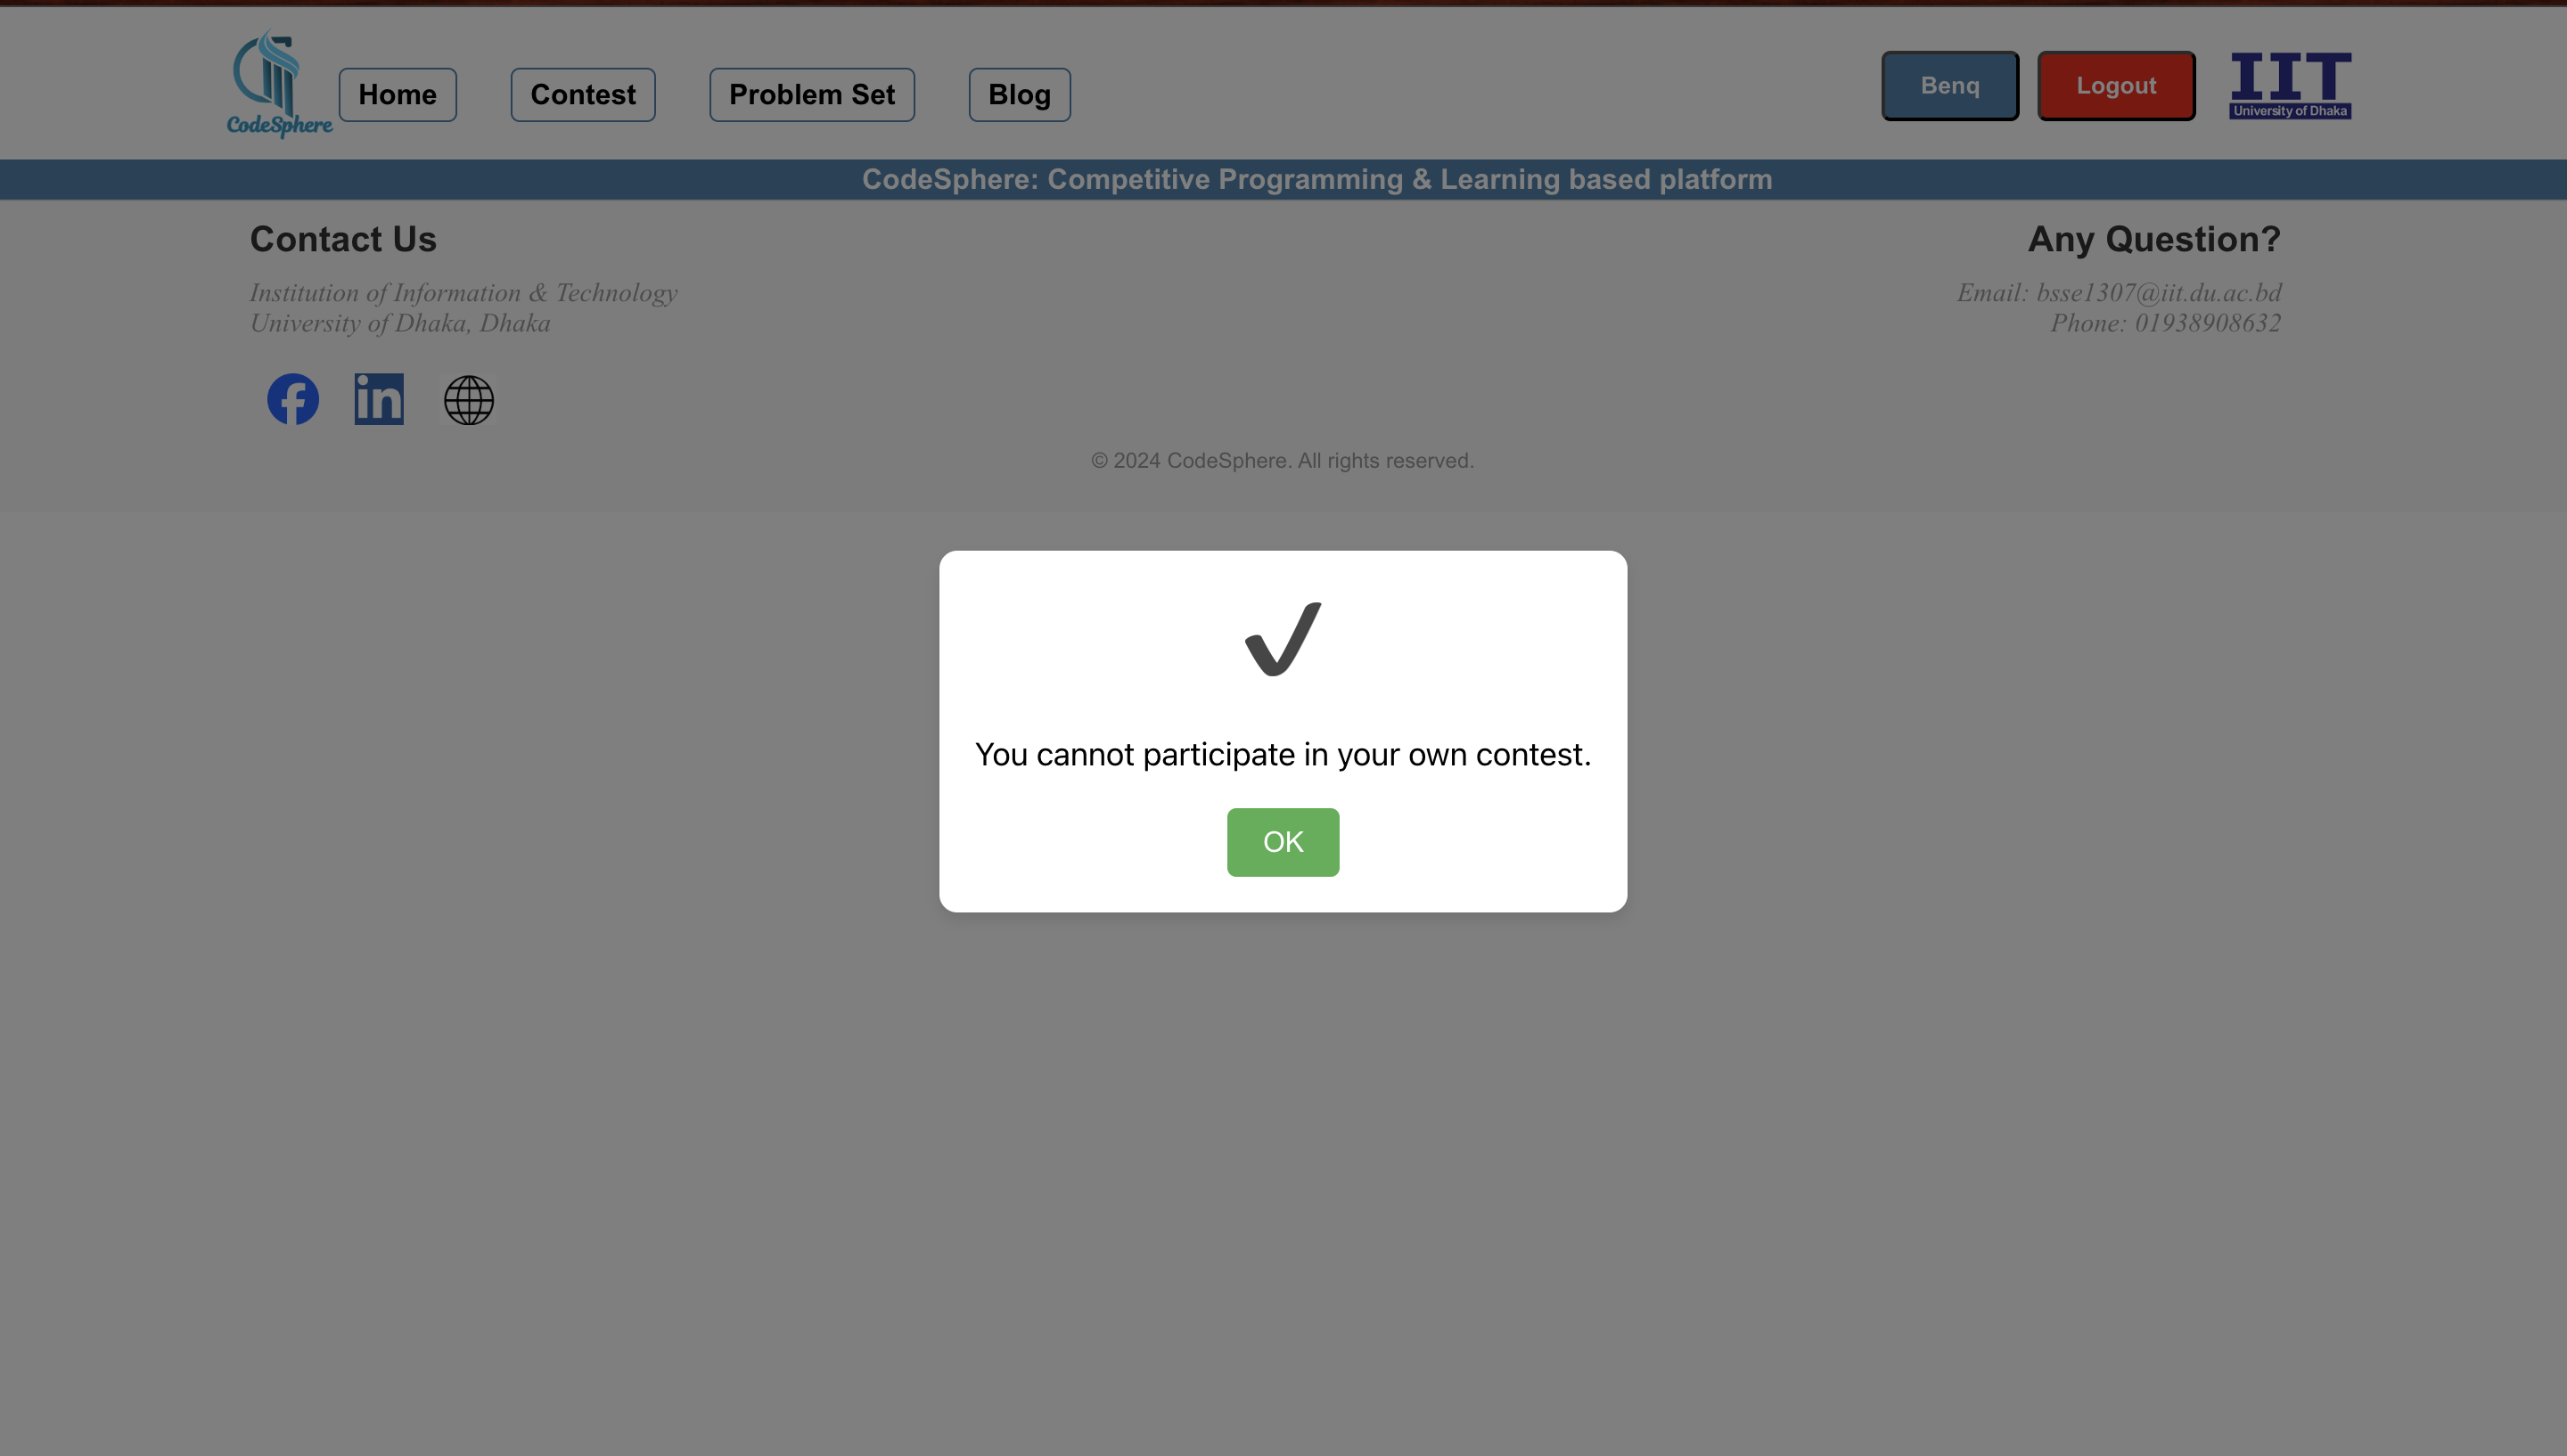 CodeSphere
Home
Contest
Problem Set
Blog
Benq
Logout
IIT
University of Dhaka
CodeSphere: Competitive Programming & Learning based platform
Contact Us
Institution of Information & Technology
University of Dhaka, Dhaka
Any Question?
Email: bsse1307@iit.du.ac.bd
Phone: 01938908632
in
© 2024 CodeSphere. All rights reserved.
You cannot participate in your own contest.
OK